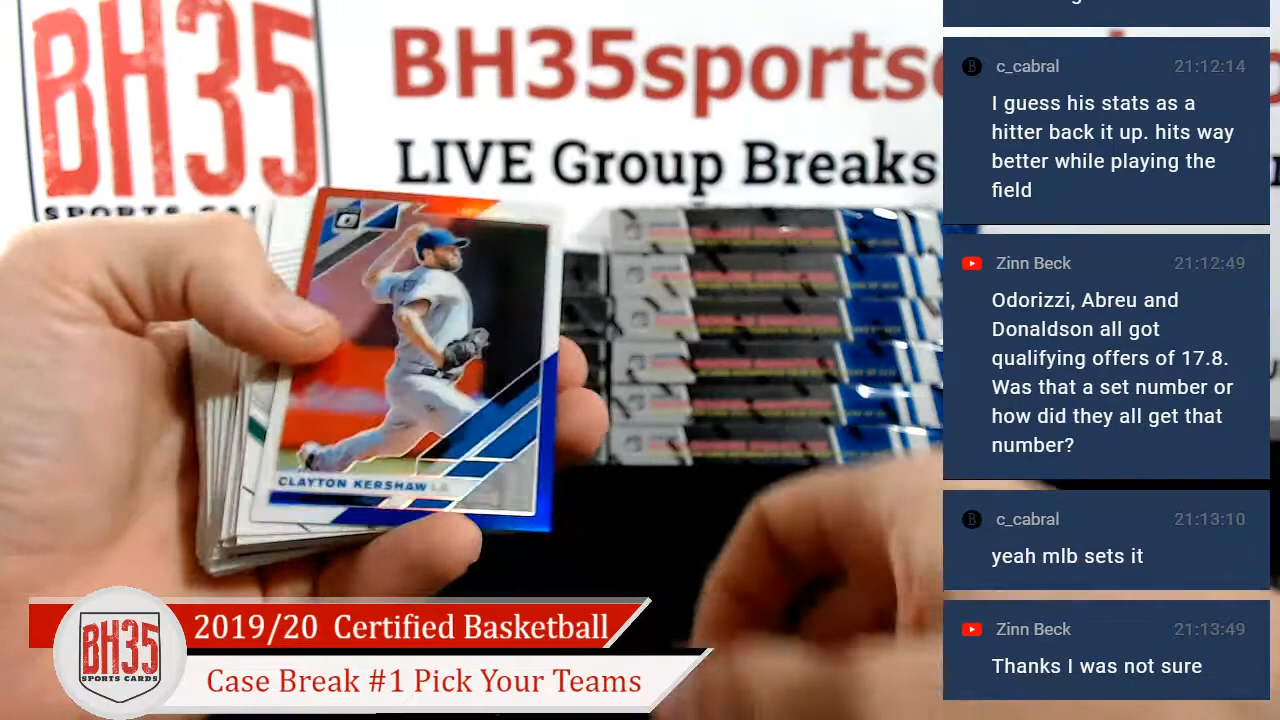 BH35
SPORTS CA
BH35sportsc
LIVE Group Breaks
CLAYTON KERSHAW LA
2019/20 Certified Basketball
Case Break #1 Pick Your Teams
BH35
SPORTS CARDS
c_cabral 21:12:14
I guess his stats as a
hitter back it up. hits way
better while playing the
field
Zinn Beck 21:12:49
Odorizzi, Abreu and
Donaldson all got
qualifying offers of 17.8.
Was that a set number or
how did they all get that
number?
c_cabral 21:13:10
yeah mlb sets it
Zinn Beck 21:13:49
Thanks I was not sure